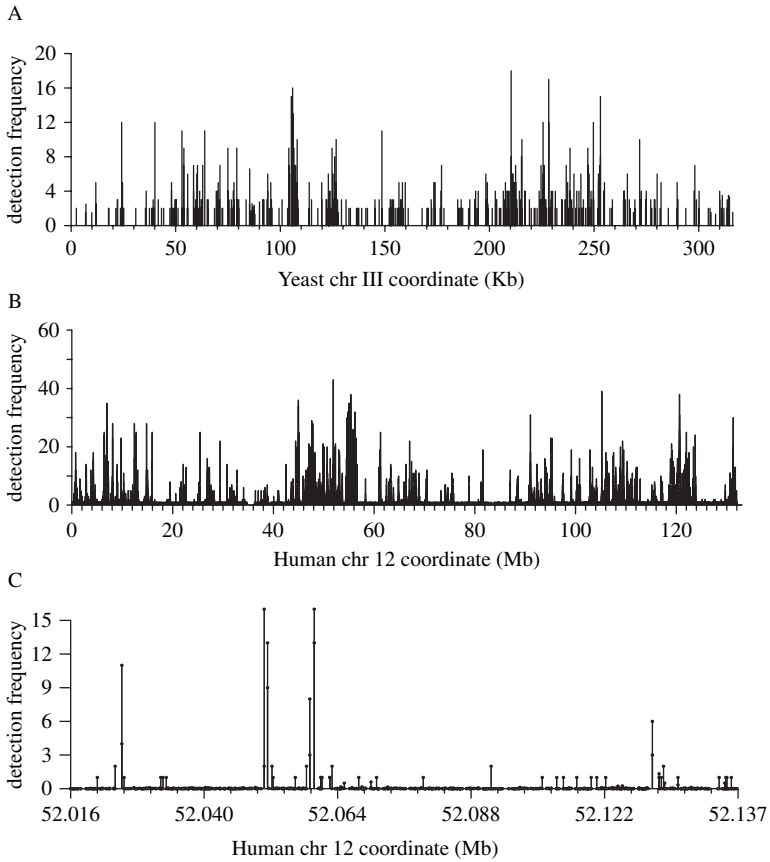 A
detection frequency
20
16
12
8
4
0
0 50 100 150 200 250 300
Yeast chr III coordinate (Kb)
B
detection frequency
60
40
20
0
0 20 40 60 80 100 120
Human chr 12 coordinate (Mb)
C
detection frequency
15
12
9
6
3
0
52.016 52.040 52.064 52.088 52.122 52.137
Human chr 12 coordinate (Mb)